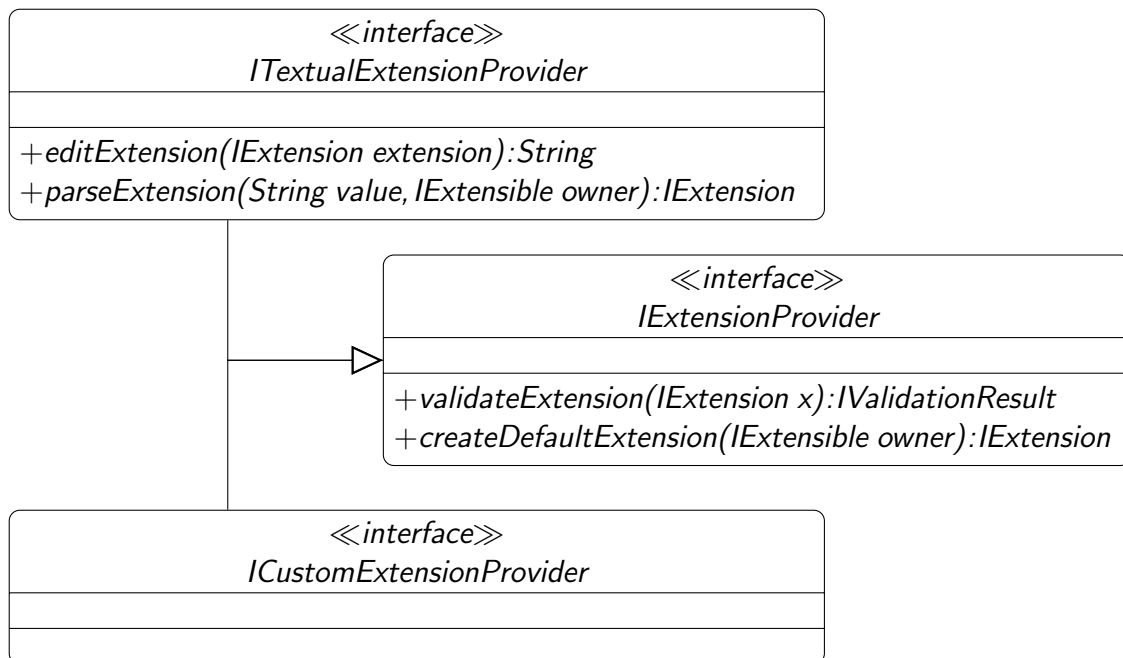 ≪interface≫
ITextualExtensionProvider
+editExtension(IExtension extension):String
+parseExtension(String value, IExtensible owner):IExtension
≪interface≫
IExtensionProvider
+validateExtension(IExtension x):IValidationResult
+createDefaultExtension(IExtensible owner):IExtension
≪interface≫
ICustomExtensionProvider